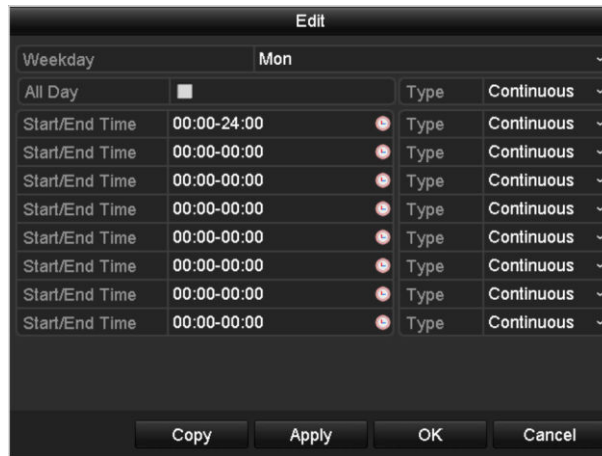 Edit
Weekday Mon
All Day Type Continuous
Start/End Time 00:00-24:00 Type Continuous
Start/End Time 00:00-00:00 Type Continuous
Start/End Time 00:00-00:00 Type Continuous
Start/End Time 00:00-00:00 Type Continuous
Start/End Time 00:00-00:00 Type Continuous
Start/End Time 00:00-00:00 Type Continuous
Start/End Time 00:00-00:00 Type Continuous
Start/End Time 00:00-00:00 Type Continuous
Copy Apply OK Cancel